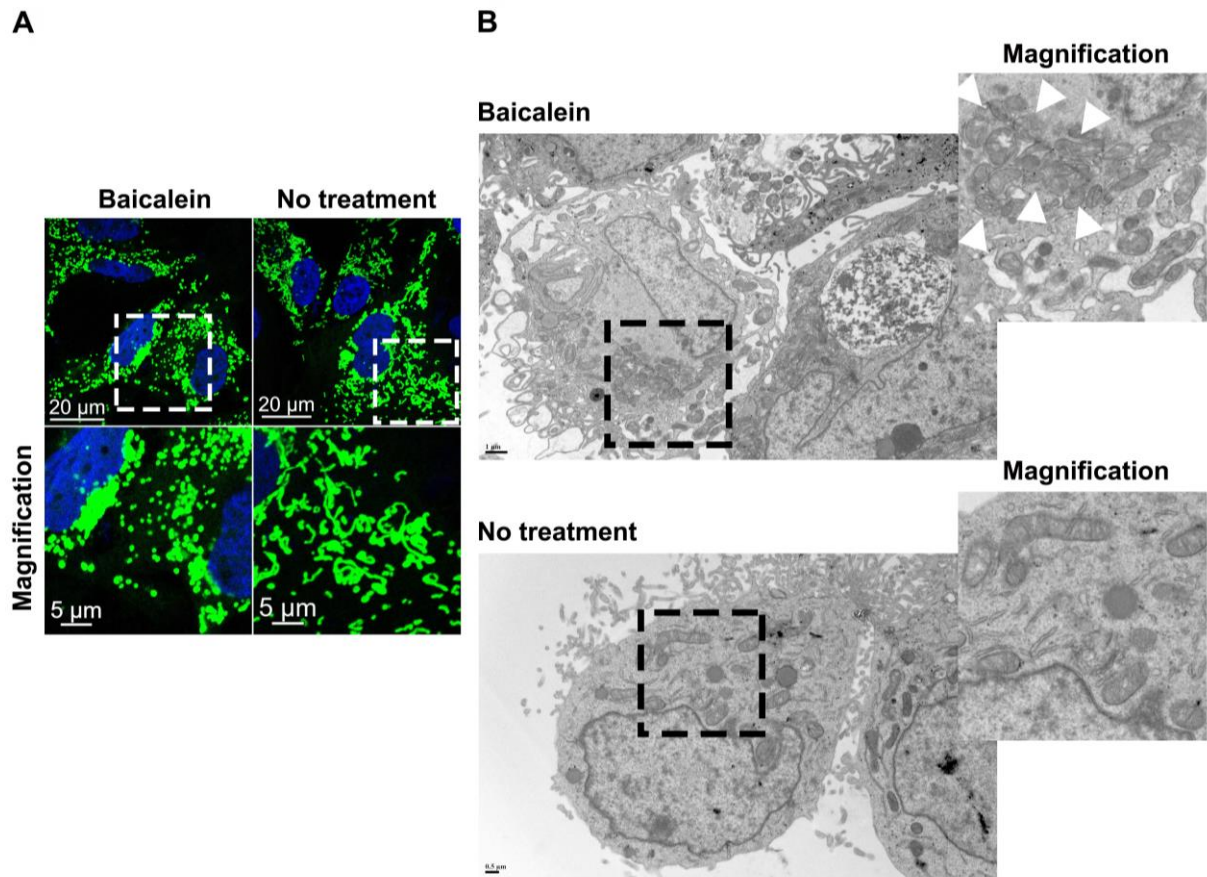 A
B
Magnification
Baicalein
Baicalein No treatment
20 µm 20 µm
1 µm
Magnification
Magnification
No treatment
5 µm 5 µm
0.5 µm